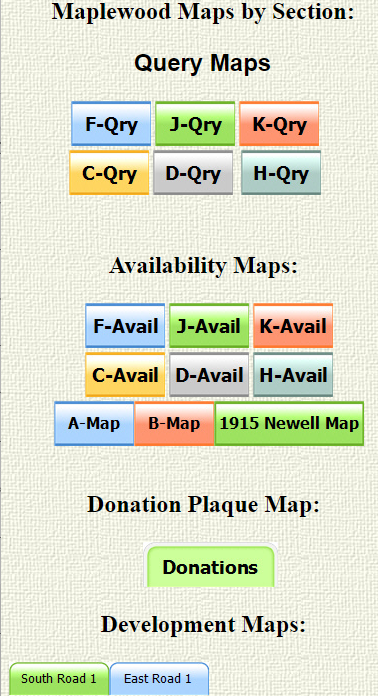 Maplewood Maps by Section:
Query Maps
F-Qry J-Qry K-Qry
C-Qry D-Qry H-Qry
Availability Maps:
F-Avail J-Avail K-Avail
C-Avail D-Avail H-Avail
A-Map B-Map 1915 Newell Map
Donation Plaque Map:
Donations
Development Maps:
South Road 1 East Road 1